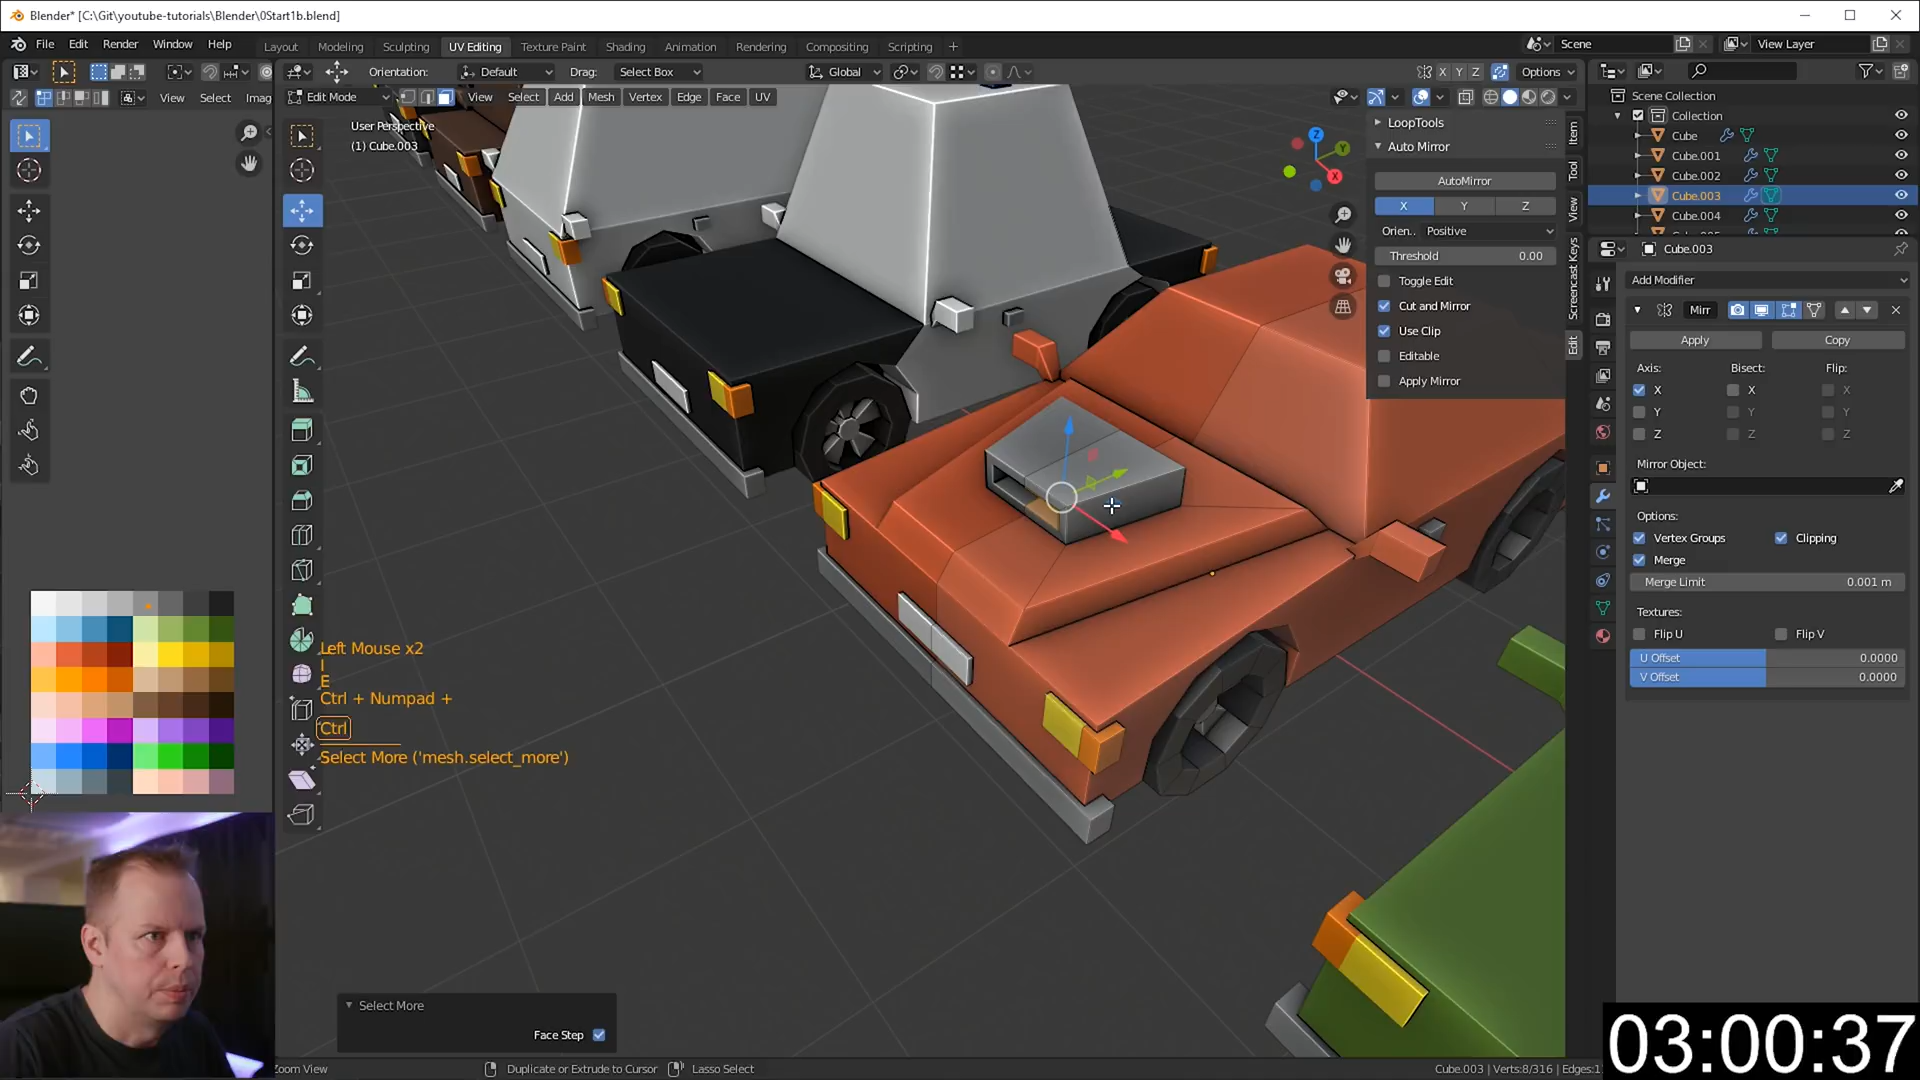 Blender* [C:\Git\youtube-tutorials\Blender\0Start1b.blend]
File Edit Render Window Help
Layout Modeling Sculpting UV Editing Texture Paint Shading Animation Rendering Compositing Scripting +
Scene
View Layer
Orientation: Default Drag: Select Box
Global
X Y Z Options
View Select Imag
Edit Mode View Select Add Mesh Vertex Edge Face UV
User Perspective
(1) Cube.003
Z
Y
X
LoopTools
Auto Mirror
AutoMirror
X Y Z
Orien.. Positive
Threshold 0.00
Toggle Edit
Cut and Mirror
Use Clip
Editable
Apply Mirror
Item
Tool
View
Screencast Keys
Edit
Scene Collection
Collection
Cube
Cube.001
Cube.002
Cube.003
Cube.004
Cube.003
Add Modifier
Mirr
Apply Copy
Axis: Bisect: Flip:
X X X
Y Y Y
Z Z Z
Mirror Object:
Options:
Vertex Groups Clipping
Merge
Merge Limit 0.001 m
Textures:
Flip U Flip V
U Offset 0.0000
V Offset 0.0000
Left Mouse x2
I
E
Ctrl + Numpad +
Ctrl
Select More ('mesh.select_more')
Select More
Face Step
Zoom View
Duplicate or Extrude to Cursor
Lasso Select
Cube.003 | Verts:8/316 | Edges:1
03:00:37